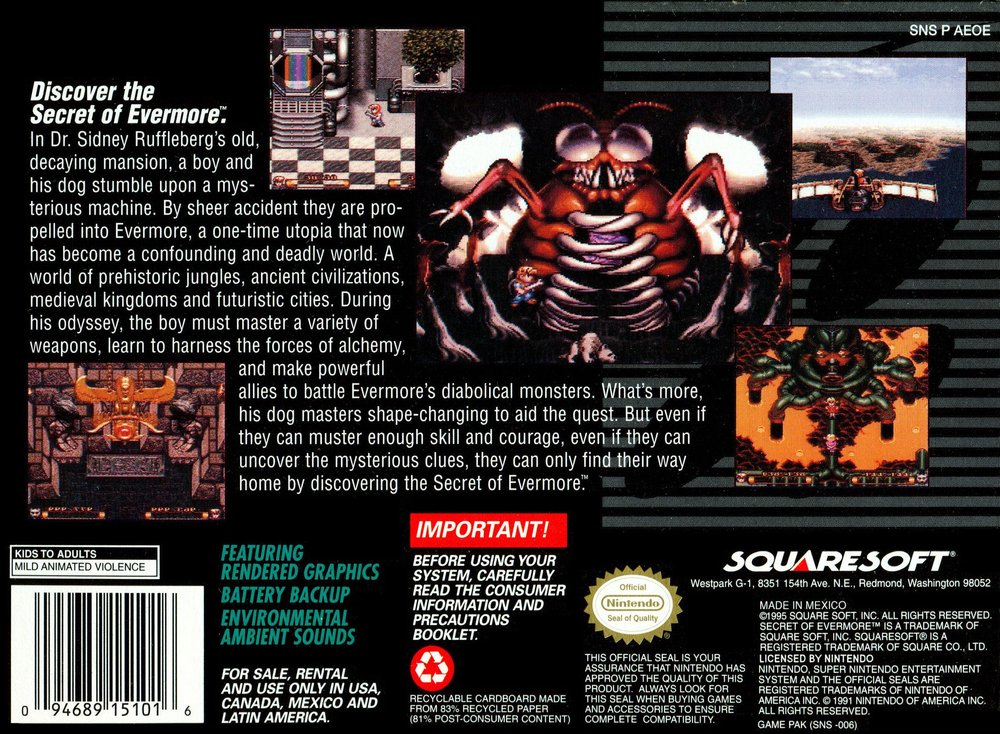 SNS P AEOE
Discover the
Secret of Evermore™.
In Dr. Sidney Ruffleberg's old,
decaying mansion, a boy and
his dog stumble upon a mys-
terious machine. By sheer accident they are pro-
pelled into Evermore, a one-time utopia that now
has become a confounding and deadly world. A
world of prehistoric jungles, ancient civilizations,
medieval kingdoms and futuristic cities. During
his odyssey, the boy must master a variety of
weapons, learn to harness the forces of alchemy,
and make powerful
allies to battle Evermore's diabolical monsters. What's more,
his dog masters shape-changing to aid the quest. But even if
they can muster enough skill and courage, even if they can
uncover the mysterious clues, they can only find their way
home by discovering the Secret of Evermore.™
KIDS TO ADULTS
MILD ANIMATED VIOLENCE
0 94689 15101 6
FEATURING
RENDERED GRAPHICS
BATTERY BACKUP
ENVIRONMENTAL
AMBIENT SOUNDS
FOR SALE, RENTAL
AND USE ONLY IN USA,
CANADA, MEXICO AND
LATIN AMERICA.
IMPORTANT!
BEFORE USING YOUR
SYSTEM, CAREFULLY
READ THE CONSUMER
INFORMATION AND
PRECAUTIONS
BOOKLET.
RECYCLABLE CARDBOARD MADE
FROM 83% RECYCLED PAPER
(81% POST-CONSUMER CONTENT)
Official
Nintendo
Seal of Quality
®
THIS OFFICIAL SEAL IS YOUR
ASSURANCE THAT NINTENDO HAS
APPROVED THE QUALITY OF THIS
PRODUCT. ALWAYS LOOK FOR
THIS SEAL WHEN BUYING GAMES
AND ACCESSORIES TO ENSURE
COMPLETE COMPATIBILITY.
SQUARESOFT®
Westpark G-1, 8351 154th Ave. N.E., Redmond, Washington 98052
MADE IN MEXICO
©1995 SQUARE SOFT, INC. ALL RIGHTS RESERVED.
SECRET OF EVERMORE™ IS A TRADEMARK OF
SQUARE SOFT, INC. SQUARESOFT® IS A
REGISTERED TRADEMARK OF SQUARE CO., LTD.
LICENSED BY NINTENDO
NINTENDO, SUPER NINTENDO ENTERTAINMENT
SYSTEM AND THE OFFICIAL SEALS ARE
REGISTERED TRADEMARKS OF NINTENDO OF
AMERICA INC. © 1991 NINTENDO OF AMERICA INC.
ALL RIGHTS RESERVED.
GAME PAK (SNS -006)